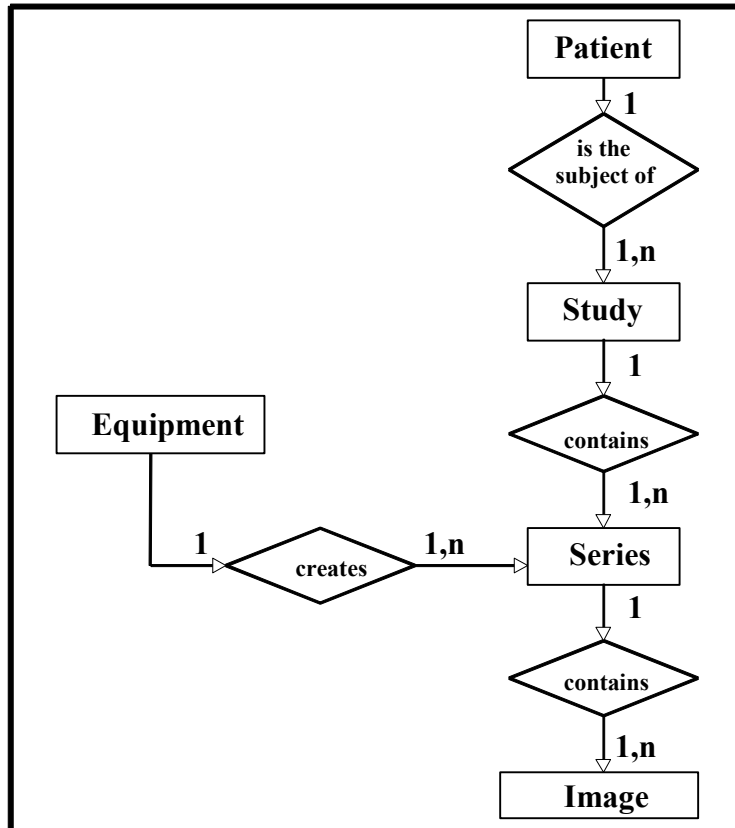 Patient
1
is the
subject of
1,n
Study
1
contains
1,n
Equipment
1
creates
1,n
Series
1
contains
1,n
Image